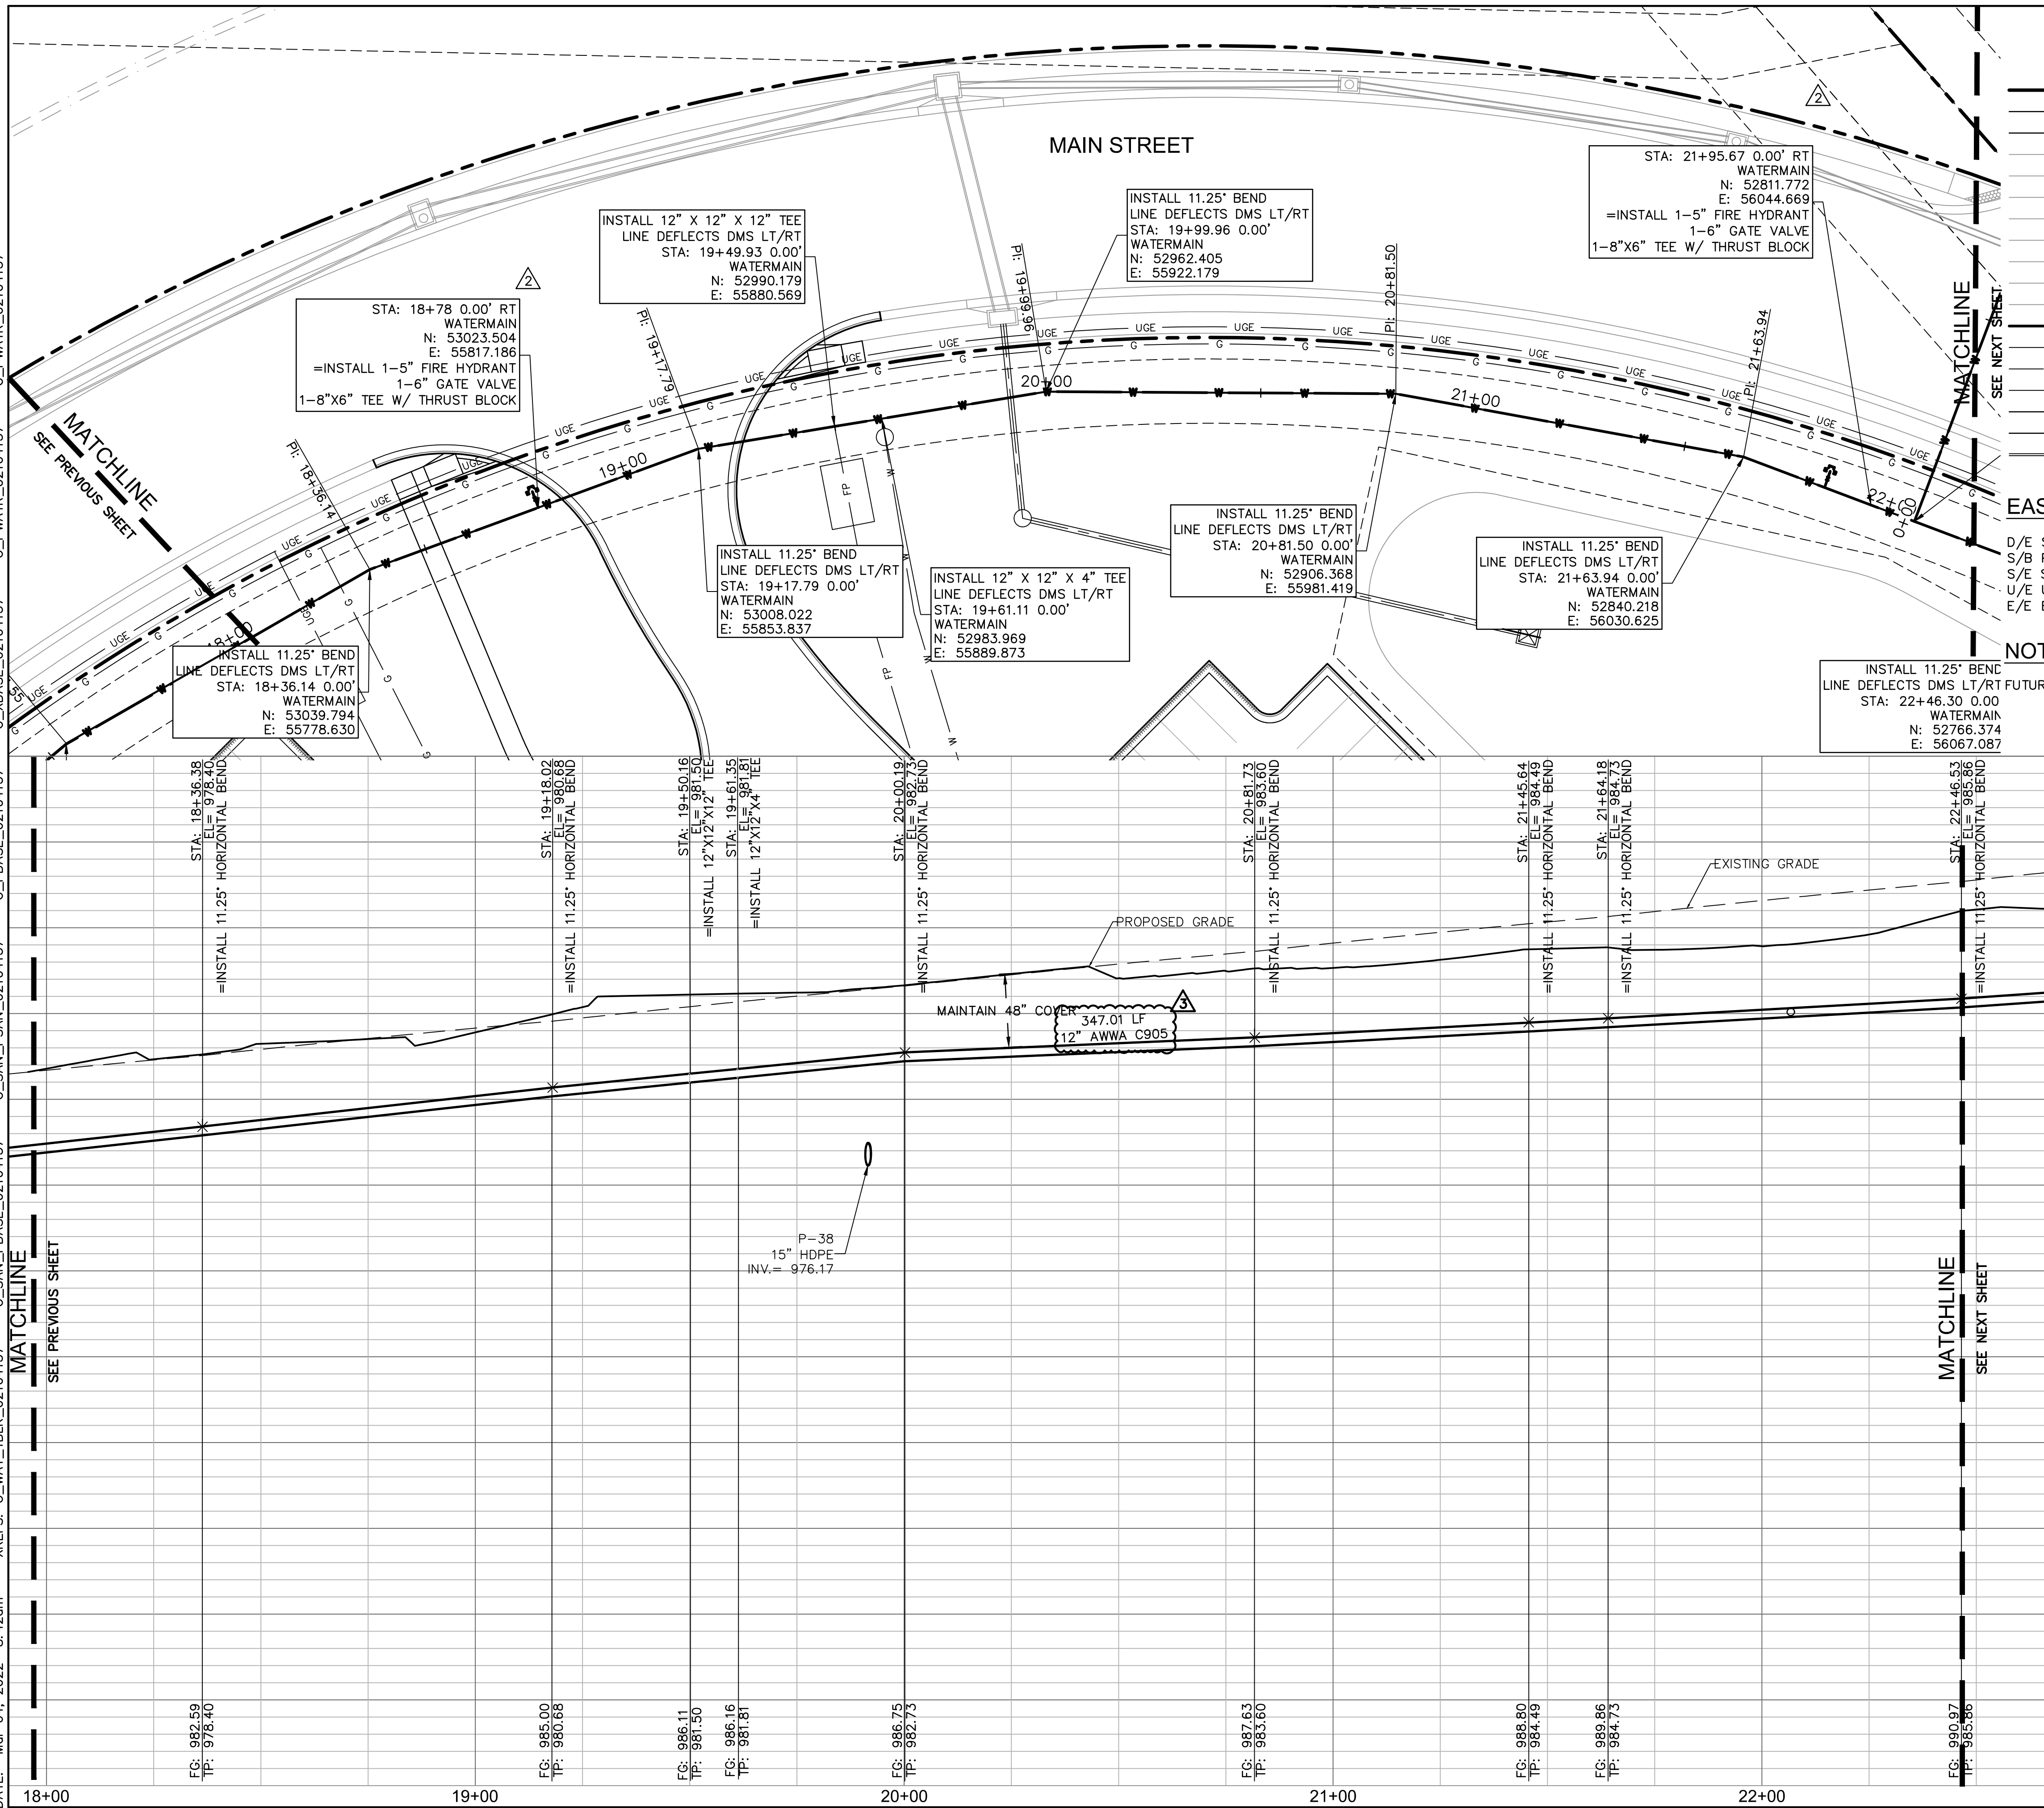 MAIN STREET
2
2
STA: 21+95.67 0.00' RT
WATERMAIN
N: 52811.772
E: 56044.669
=INSTALL 1-5" FIRE HYDRANT
1-6" GATE VALVE
1-8"X6" TEE W/ THRUST BLOCK
INSTALL 11.25° BEND
LINE DEFLECTS DMS LT/RT
STA: 19+99.96 0.00'
WATERMAIN
N: 52962.405
E: 55922.179
INSTALL 12" X 12" X 12" TEE
LINE DEFLECTS DMS LT/RT
STA: 19+49.93 0.00'
WATERMAIN
N: 52990.179
E: 55880.569
STA: 18+78 0.00' RT
WATERMAIN
N: 53023.504
E: 55817.186
=INSTALL 1-5" FIRE HYDRANT
1-6" GATE VALVE
1-8"X6" TEE W/ THRUST BLOCK
PI: 18+36.14
PI: 19+17.79
PI: 19+99.96
PI: 20+81.50
PI: 21+63.94
MATCHLINE
SEE PREVIOUS SHEET
MATCHLINE
SEE NEXT SHEET
18+00
19+00
20+00
21+00
22+00
0+00
UGE
G
W
FP
FP
INSTALL 11.25° BEND
LINE DEFLECTS DMS LT/RT
STA: 18+36.14 0.00'
WATERMAIN
N: 53039.794
E: 55778.630
INSTALL 11.25° BEND
LINE DEFLECTS DMS LT/RT
STA: 19+17.79 0.00'
WATERMAIN
N: 53008.022
E: 55853.837
INSTALL 12" X 12" X 4" TEE
LINE DEFLECTS DMS LT/RT
STA: 19+61.11 0.00'
WATERMAIN
N: 52983.969
E: 55889.873
INSTALL 11.25° BEND
LINE DEFLECTS DMS LT/RT
STA: 20+81.50 0.00'
WATERMAIN
N: 52906.368
E: 55981.419
INSTALL 11.25° BEND
LINE DEFLECTS DMS LT/RT
STA: 21+63.94 0.00'
WATERMAIN
N: 52840.218
E: 56030.625
INSTALL 11.25° BEND
LINE DEFLECTS DMS LT/RT
STA: 22+46.30 0.00
WATERMAIN
N: 52766.374
E: 56067.087
EAS
D/E
S/B
S/E
U/E
E/E
NOT
FUTUR
STA: 18+36.38
EL= 978.40
=INSTALL 11.25° HORIZONTAL BEND
STA: 19+18.02
EL= 980.68
=INSTALL 11.25° HORIZONTAL BEND
STA: 19+50.16
EL= 981.50
=INSTALL 12"X12"X12" TEE
STA: 19+61.35
EL= 981.81
=INSTALL 12"X12"X4" TEE
STA: 20+00.19
EL= 982.73
=INSTALL 11.25° HORIZONTAL BEND
STA: 20+81.73
EL= 983.60
=INSTALL 11.25° HORIZONTAL BEND
STA: 21+45.64
EL= 984.49
=INSTALL 11.25° HORIZONTAL BEND
STA: 21+64.18
EL= 984.73
=INSTALL 11.25° HORIZONTAL BEND
STA: 22+46.53
EL= 985.86
=INSTALL 11.25° HORIZONTAL BEND
EXISTING GRADE
PROPOSED GRADE
MAINTAIN 48" COVER
3
347.01 LF
12" AWWA C905
P-38
15" HDPE
INV.= 976.17
MATCHLINE
SEE PREVIOUS SHEET
MATCHLINE
SEE NEXT SHEET
FG: 982.59
TP: 978.40
FG: 985.00
TP: 980.68
FG: 986.11
TP: 981.50
FG: 986.16
TP: 981.81
FG: 986.75
TP: 982.73
FG: 987.63
TP: 983.60
FG: 988.80
TP: 984.49
FG: 989.86
TP: 984.73
FG: 990.97
TP: 985.86
18+00
19+00
20+00
21+00
22+00